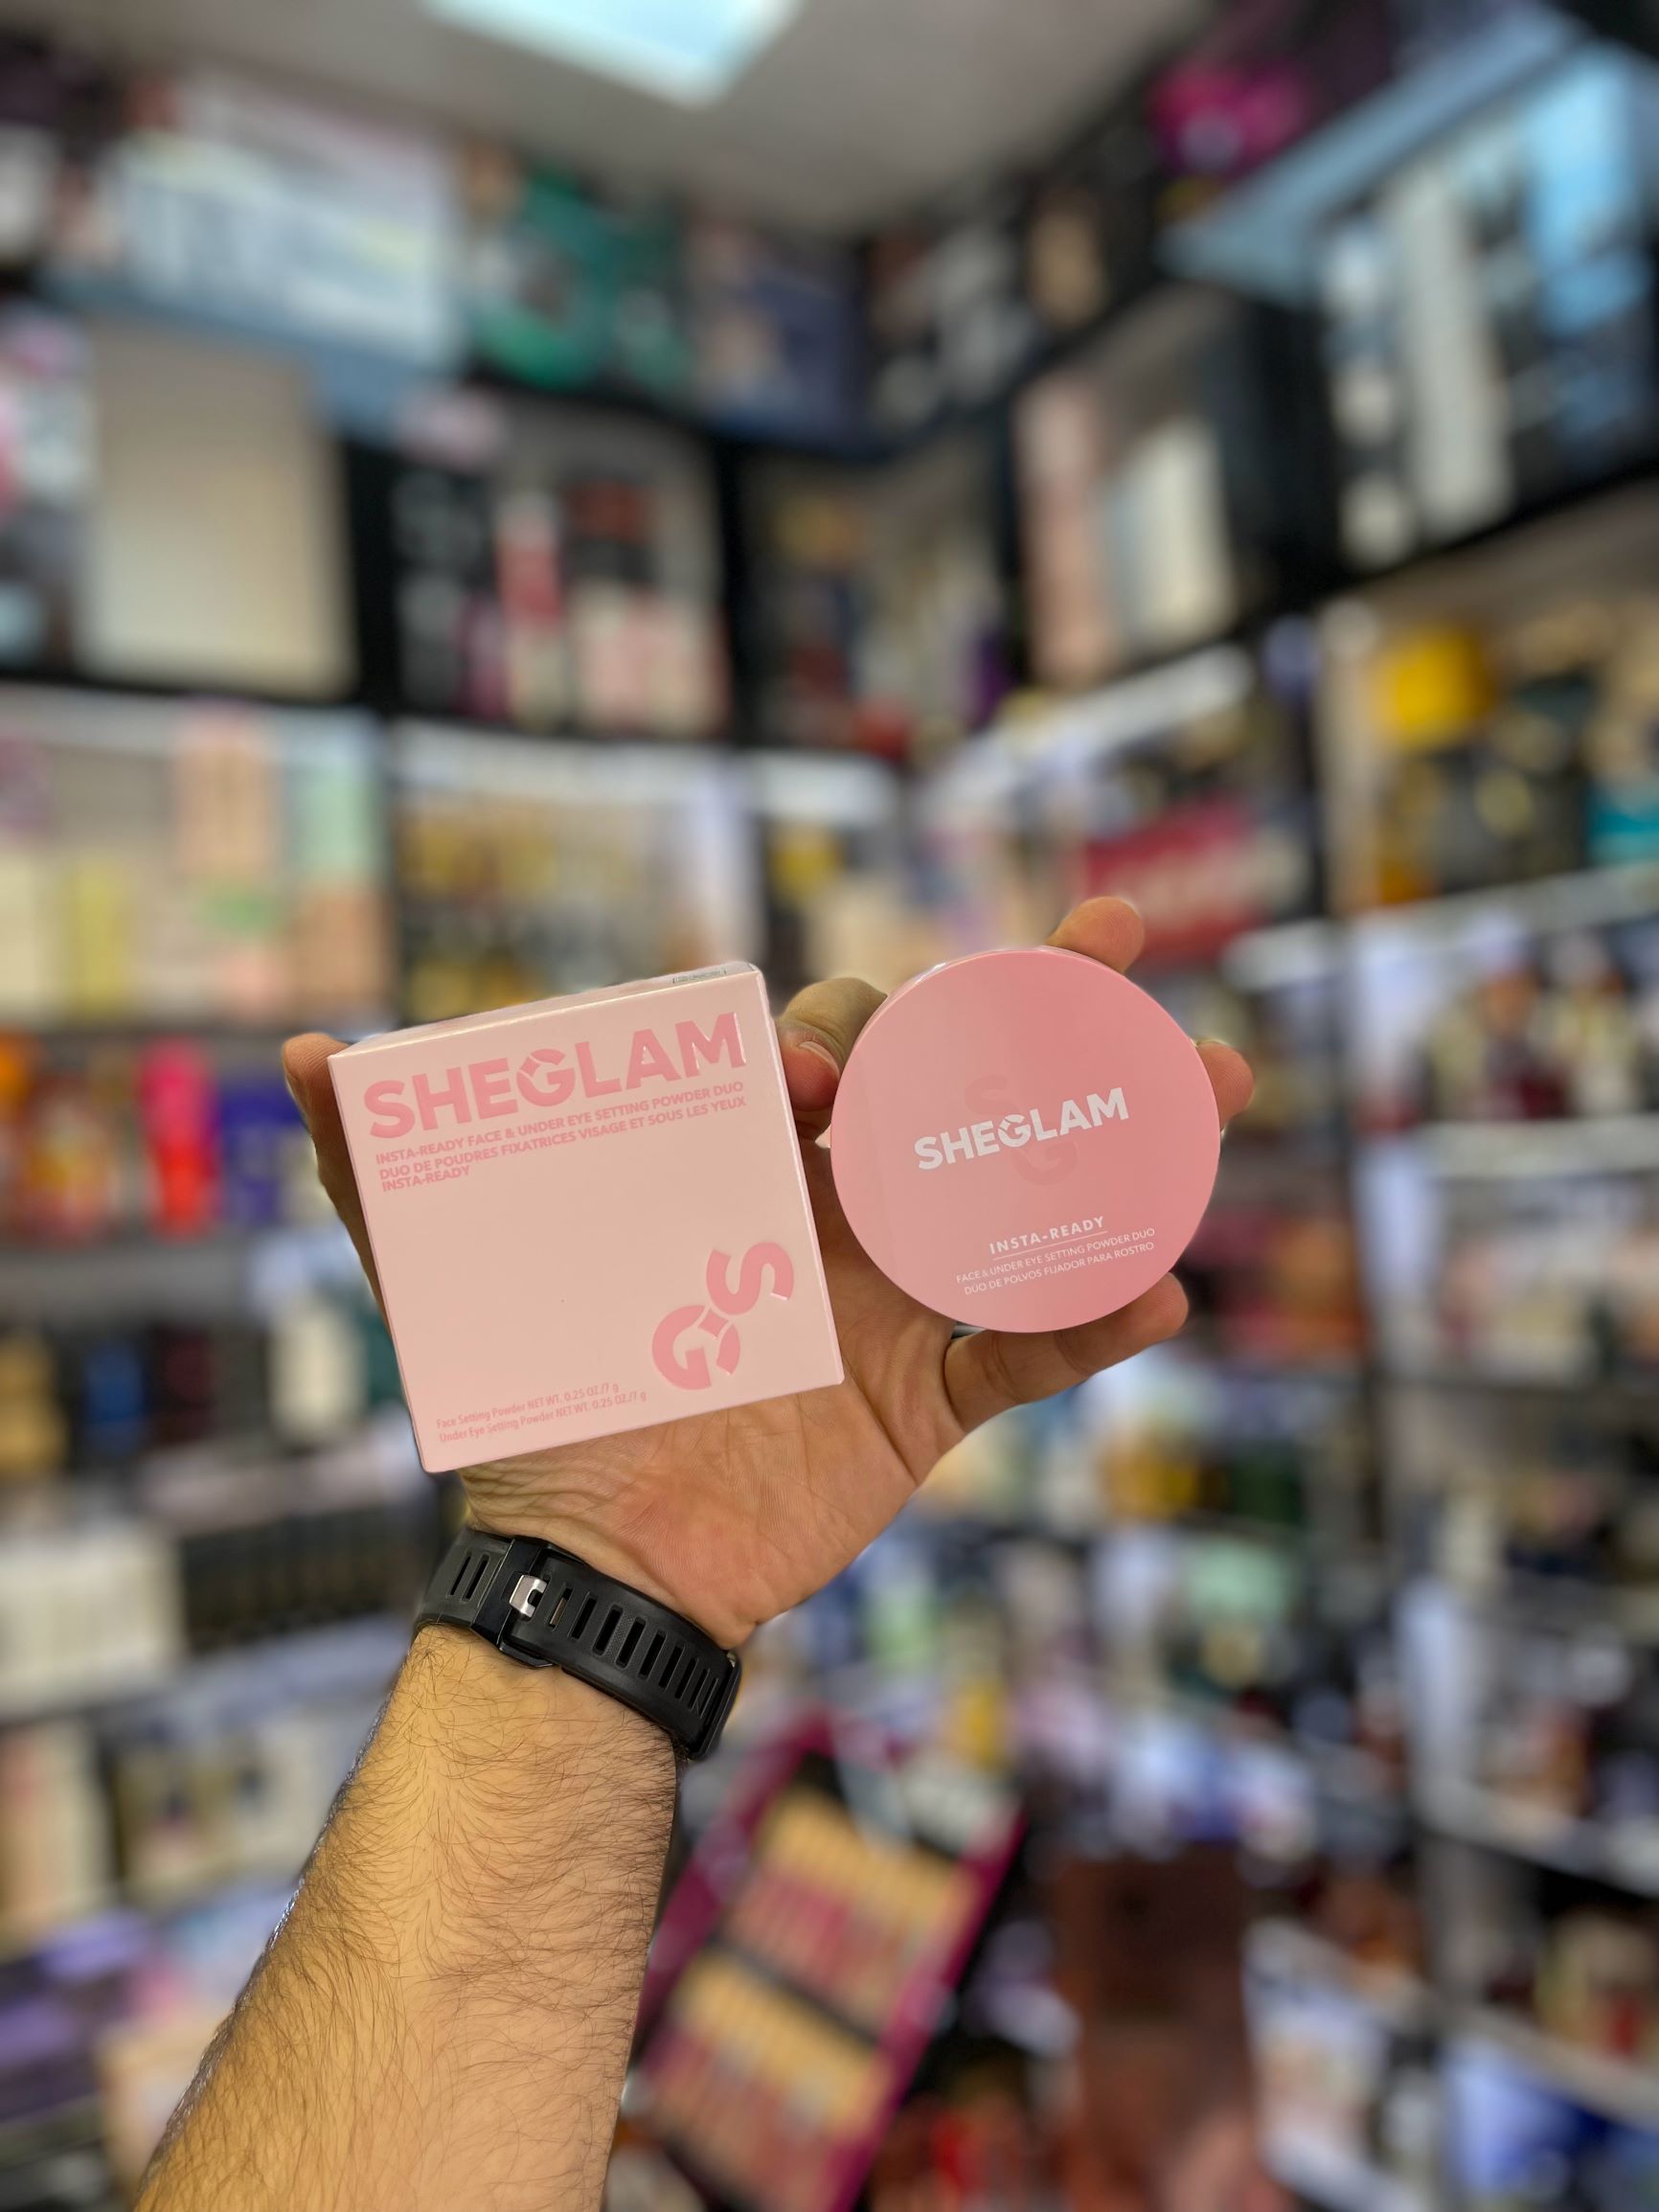 SHEGLAM
INSTA-READY FACE & UNDER EYE SETTING POWDER DUO
DUO DE POUDRES FIXATRICES VISAGE ET SOUS LES YEUX
INSTA-READY
SG
Face Setting Powder NET WT. 0.25 OZ./7 g
Under Eye Setting Powder NET WT. 0.25 OZ./7 g
SG
SHEGLAM
INSTA-READY
FACE & UNDER EYE SETTING POWDER DUO
DÚO DE POLVOS FIJADOR PARA ROSTRO